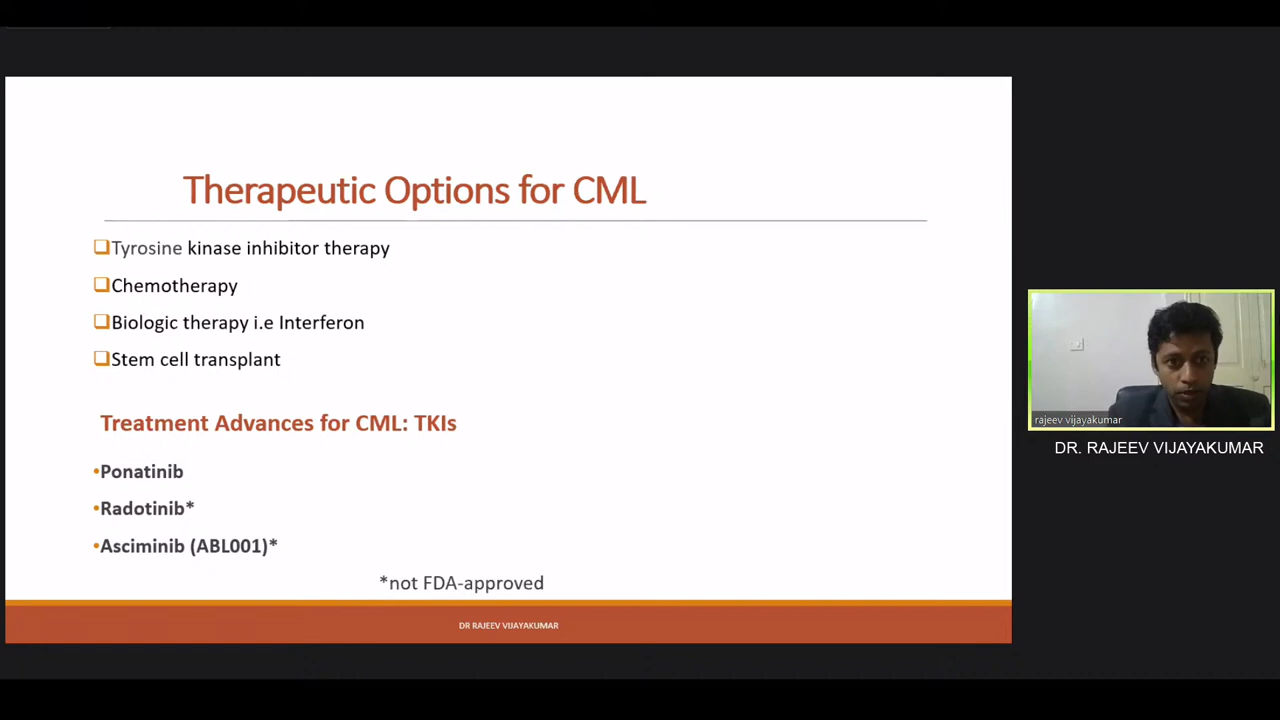 Therapeutic Options for CML
❑Tyrosine kinase inhibitor therapy
❑Chemotherapy
❑Biologic therapy i.e Interferon
❑Stem cell transplant
Treatment Advances for CML: TKIs
•Ponatinib
•Radotinib*
•Asciminib (ABL001)*
*not FDA-approved
DR RAJEEV VIJAYAKUMAR
rajeev vijayakumar
DR. RAJEEV VIJAYAKUMAR